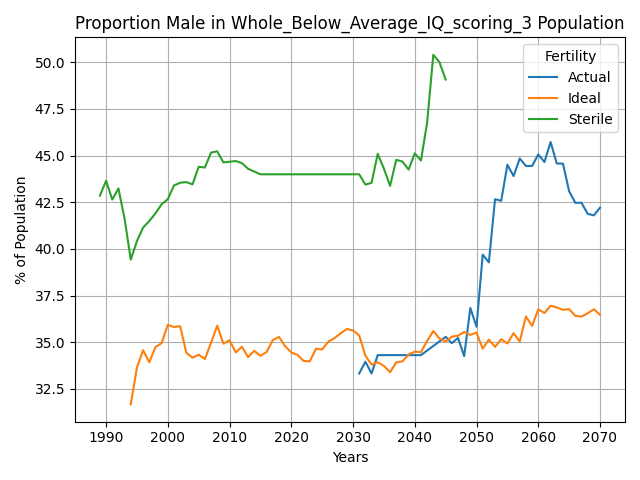 Proportion Male in Whole_Below_Average_IQ_scoring_3 Population
Fertility
Actual
Ideal
Sterile
% of Population
50.0
47.5
45.0
42.5
40.0
37.5
35.0
32.5
1990 2000 2010 2020 2030 2040 2050 2060 2070
Years